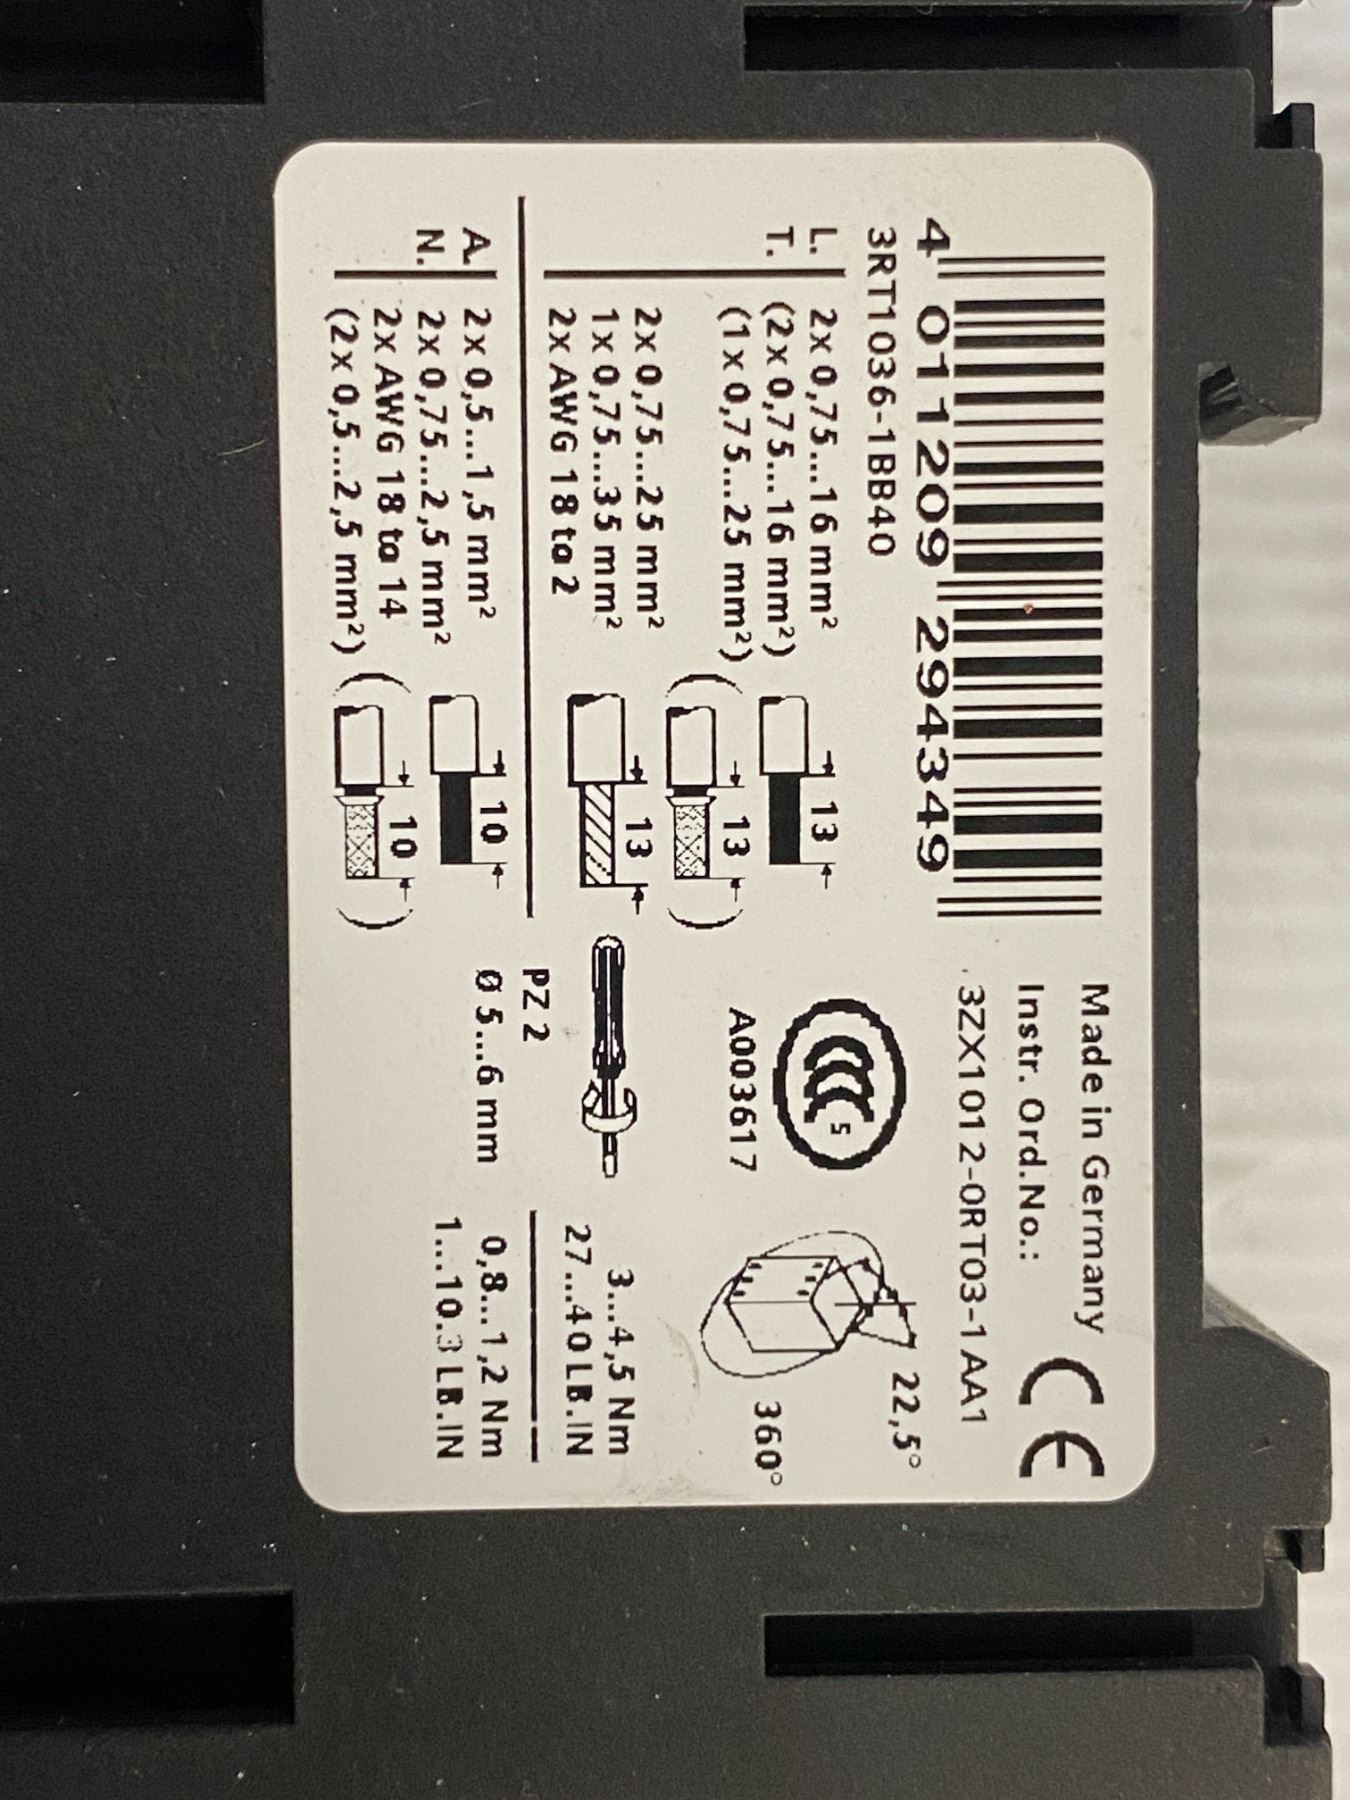 4 011209 294349
3RT1036-1BB40
L. 2x 0,75...16 mm²
T. (2x 0,75...16 mm²)
(1x 0,75...25 mm²)
13
13
2x 0,75...25 mm²
1x 0,75...35 mm²
2x AWG 18 to 2
13
A. 2x 0,5...1,5 mm²
N. 2x 0,75...2,5 mm²
2x AWG 18 to 14
(2x 0,5...2,5 mm²)
10
10
Made in Germany
CE
Instr. Ord.No.:
3ZX1012-0RT03-1AA1
CCC S
A003617
22,5°
360°
PZ 2
Ø 5...6 mm
3...4,5 Nm
27...40 LB.IN
0,8...1,2 Nm
1...10.3 LB.IN